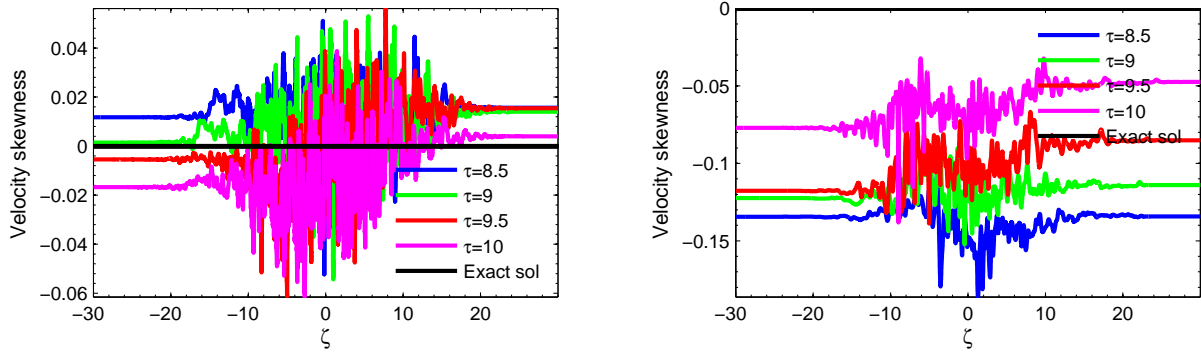 0.04
0.02
0
−0.02
−0.04
−0.06
Velocity skewness
τ=8.5
τ=9
τ=9.5
τ=10
Exact sol
−30
−20
−10
0
10
20
ζ
0
−0.05
−0.1
−0.15
Velocity skewness
τ=8.5
τ=9
τ=9.5
τ=10
Exact sol
−30
−20
−10
0
10
20
ζ